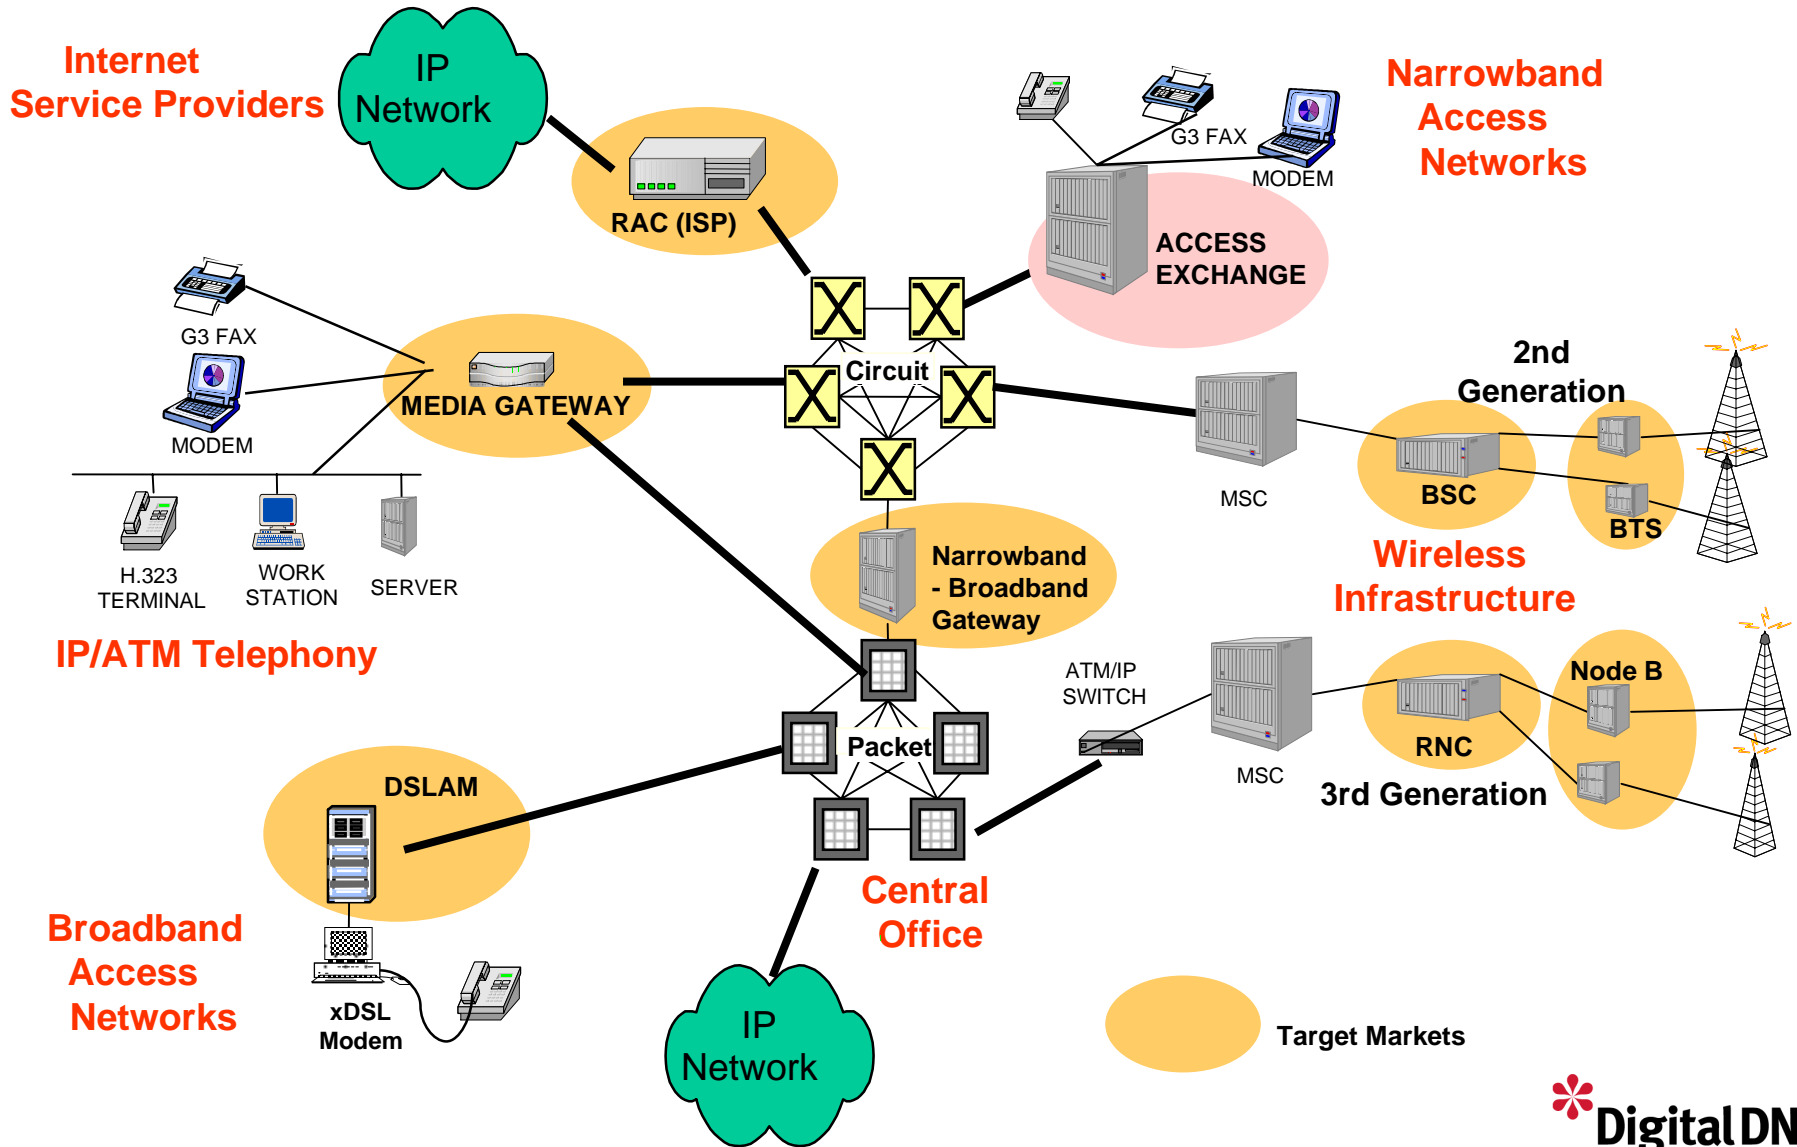 Internet
Service Providers
IP
Network
RAC (ISP)
G3 FAX
MODEM
Narrowband
Access
Networks
ACCESS
EXCHANGE
G3 FAX
MODEM
MEDIA GATEWAY
Circuit
2nd
Generation
MSC
BSC
BTS
H.323
TERMINAL
WORK
STATION
SERVER
IP/ATM Telephony
Narrowband
- Broadband
Gateway
Wireless
Infrastructure
ATM/IP
SWITCH
MSC
RNC
Node B
3rd Generation
Packet
DSLAM
Central
Office
Broadband
Access
Networks
xDSL
Modem
IP
Network
Target Markets
DigitalDN